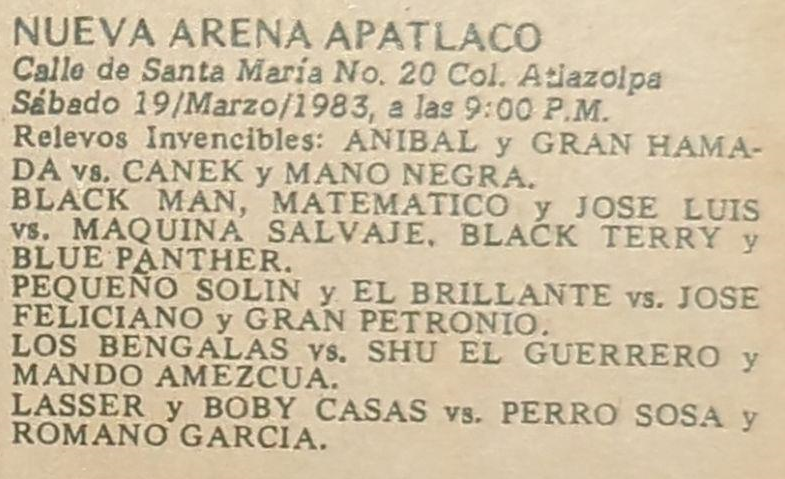 NUEVA ARENA APATLACO
Calle de Santa María No. 20 Col. Atlazolpa
Sábado 19/Marzo/1983, a las 9:00 P.M.
Relevos Invencibles: ANIBAL y GRAN HAMA-
DA vs. CANEK y MANO NEGRA.
BLACK MAN, MATEMATICO y JOSE LUIS
vs. MAQUINA SALVAJE, BLACK TERRY y
BLUE PANTHER.
PEQUEÑO SOLIN y EL BRILLANTE vs. JOSE
FELICIANO y GRAN PETRONIO.
LOS BENGALAS vs. SHU EL GUERRERO y
MANDO AMEZCUA.
LASSER y BOBY CASAS vs. PERRO SOSA y
ROMANO GARCIA.